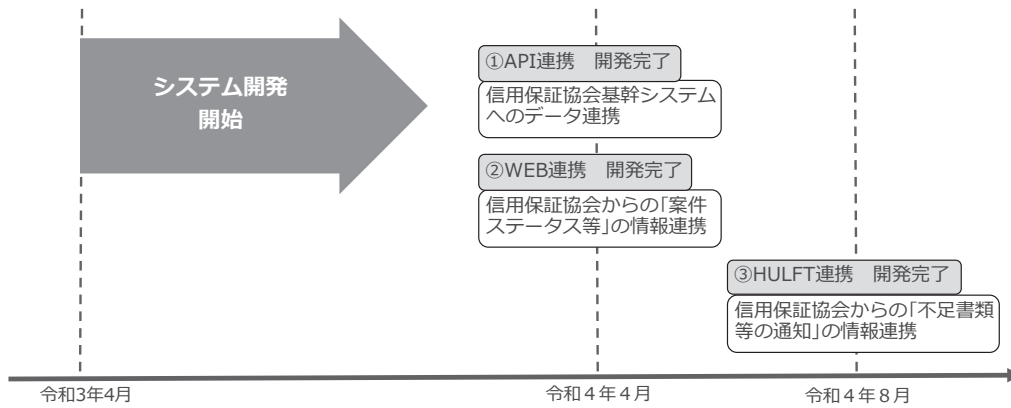 システム開発
開始
①API連携　開発完了
信用保証協会基幹システム
へのデータ連携
②WEB連携　開発完了
信用保証協会からの「案件
ステータス等」の情報連携
③HULFT連携　開発完了
信用保証協会からの「不足書類
等の通知」の情報連携
令和3年4月
令和４年４月
令和４年８月